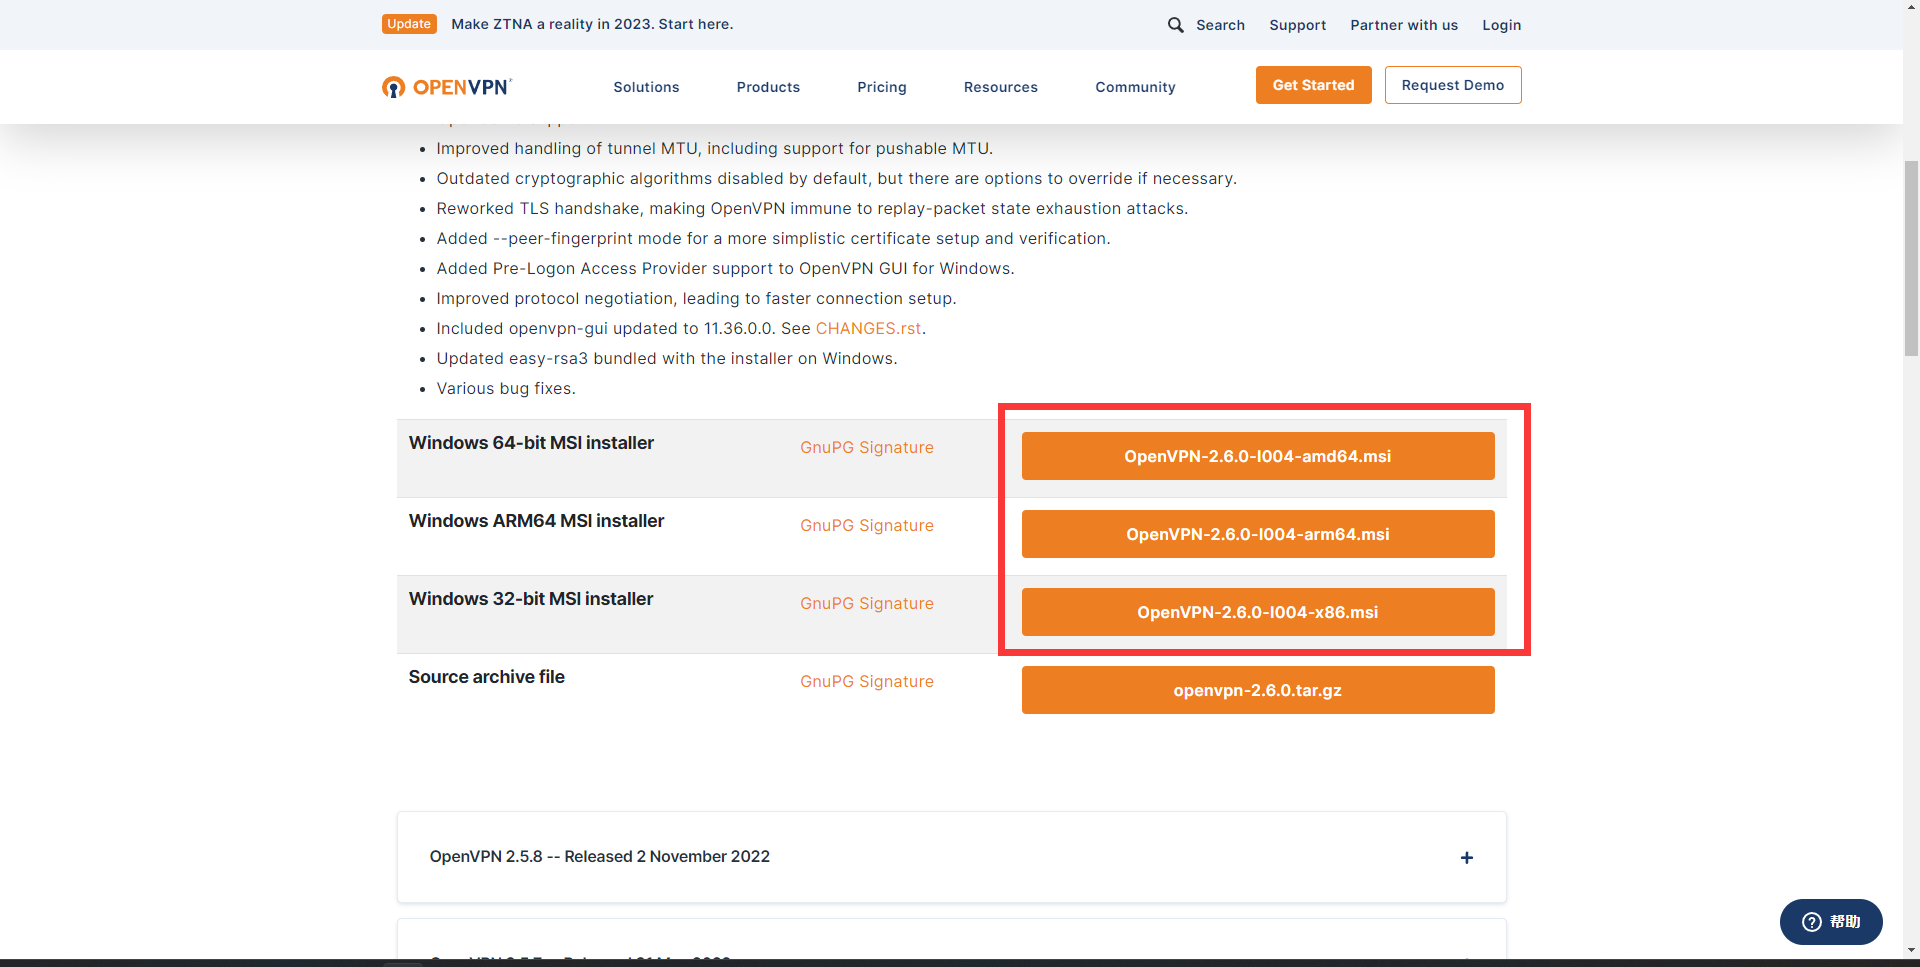 Update Make ZTNA a reality in 2023. Start here. Search Support Partner with us Login
OPENVPN Solutions Products Pricing Resources Community Get Started Request Demo
Improved handling of tunnel MTU, including support for pushable MTU.
Outdated cryptographic algorithms disabled by default, but there are options to override if necessary.
Reworked TLS handshake, making OpenVPN immune to replay-packet state exhaustion attacks.
Added --peer-fingerprint mode for a more simplistic certificate setup and verification.
Added Pre-Logon Access Provider support to OpenVPN GUI for Windows.
Improved protocol negotiation, leading to faster connection setup.
Included openvpn-gui updated to 11.36.0.0. See CHANGES.rst.
Updated easy-rsa3 bundled with the installer on Windows.
Various bug fixes.
Windows 64-bit MSI installer GnuPG Signature OpenVPN-2.6.0-I004-amd64.msi
Windows ARM64 MSI installer GnuPG Signature OpenVPN-2.6.0-I004-arm64.msi
Windows 32-bit MSI installer GnuPG Signature OpenVPN-2.6.0-I004-x86.msi
Source archive file GnuPG Signature openvpn-2.6.0.tar.gz
OpenVPN 2.5.8 -- Released 2 November 2022
帮助